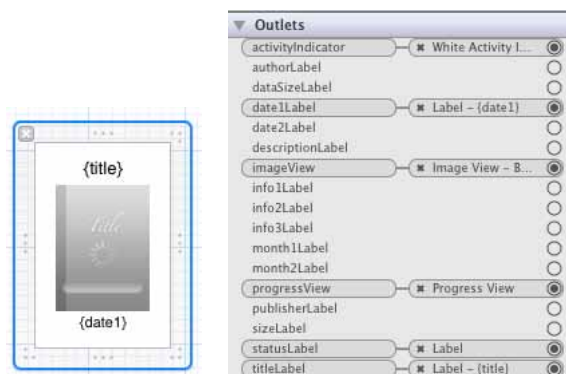 {title}
title
{date1}
Outlets
activityIndicator White Activity I...
authorLabel
dataSizeLabel
date1Label Label – {date1}
date2Label
descriptionLabel
imageView Image View – B...
info1Label
info2Label
info3Label
month1Label
month2Label
progressView Progress View
publisherLabel
sizeLabel
statusLabel Label
titleLabel Label – {title}